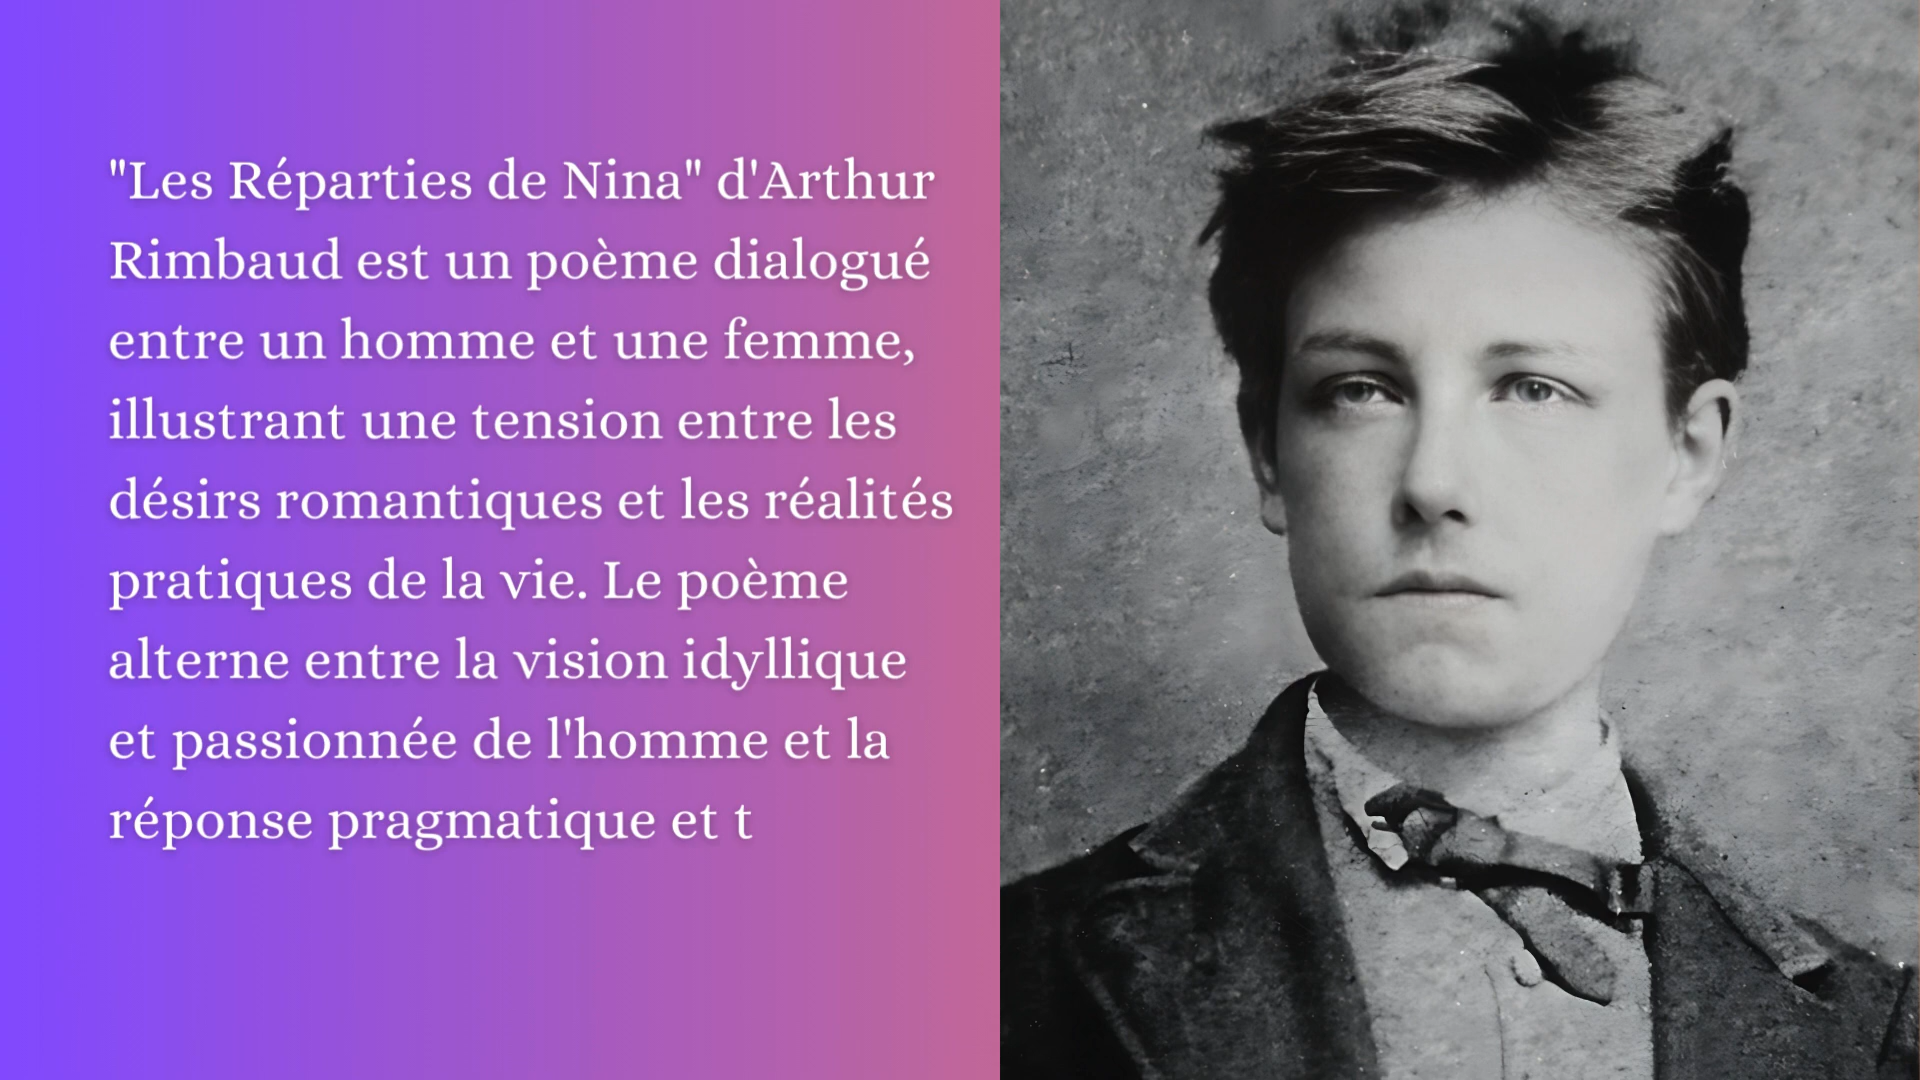 "Les Réparties de Nina" d'Arthur
Rimbaud est un poème dialogué
entre un homme et une femme,
illustrant une tension entre les
désirs romantiques et les réalités
pratiques de la vie. Le poème
alterne entre la vision idyllique
et passionnée de l'homme et la
réponse pragmatique et t